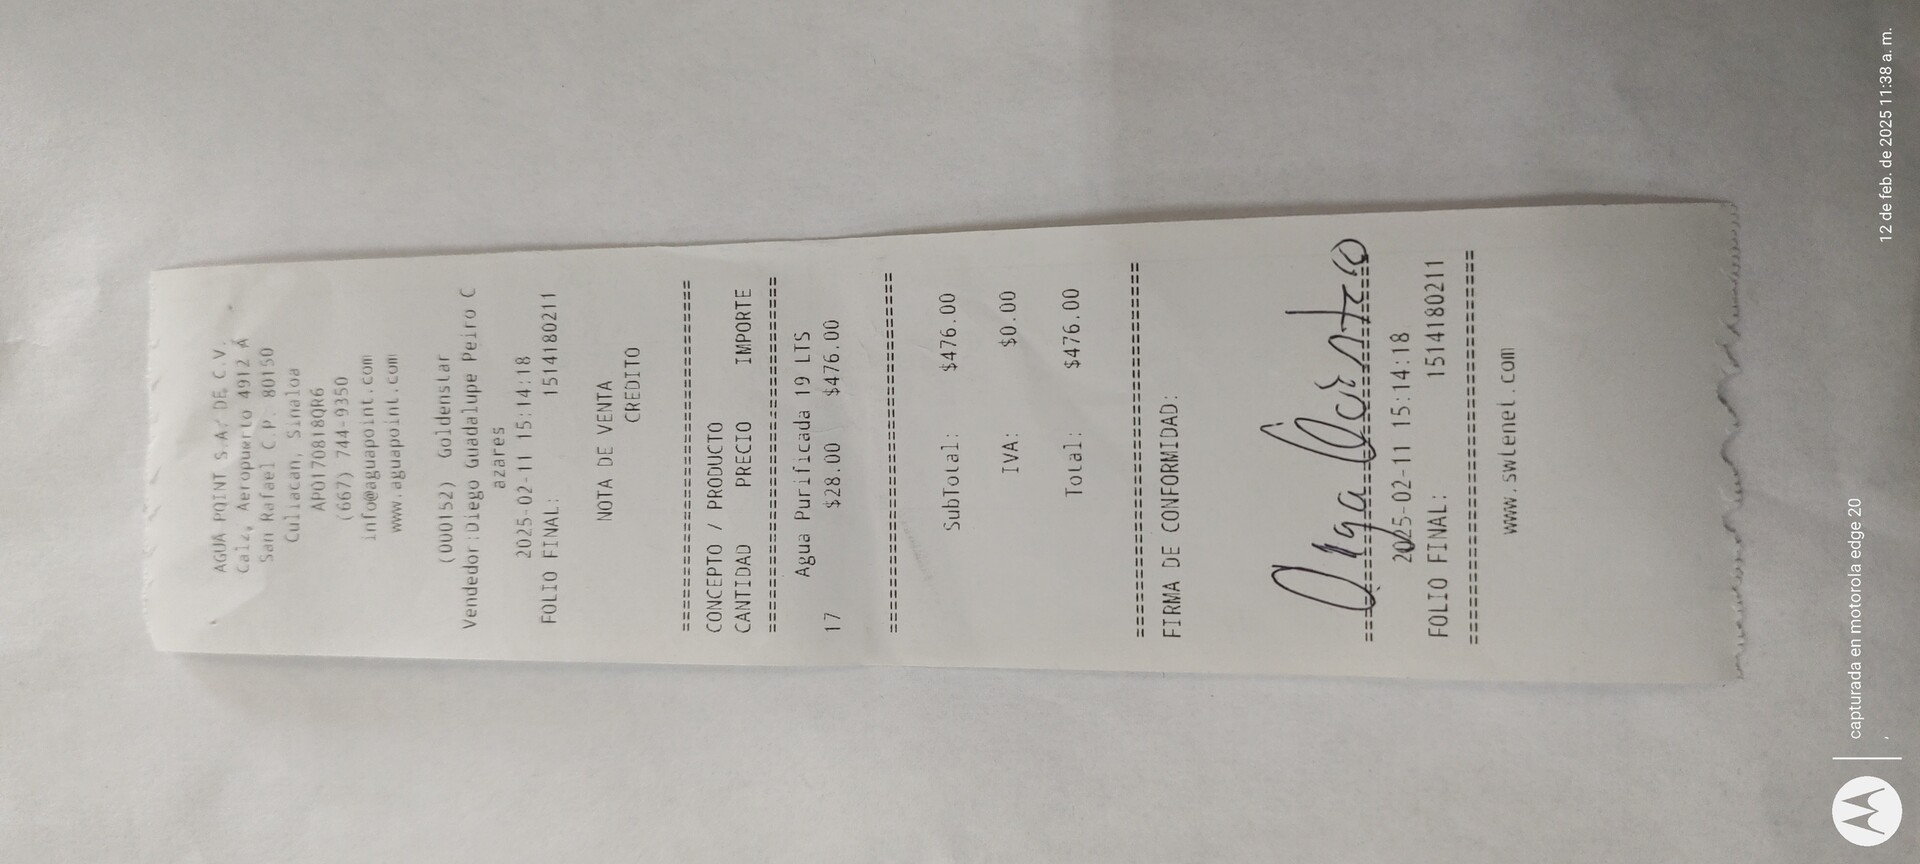 AGUA POINT S.A. DE C.V.
Calz, Aeropuerto 4912 A
San Rafael C.P. 80150
Culiacan, Sinaloa
APO170818QR6
(667) 744-9350
info@aguapoint.com
www.aguapoint.com
(000152) Goldenstar
Vendedor:Diego Guadalupe Peiro C
azares
2025-02-11 15:14:18
FOLIO FINAL: 1514180211
NOTA DE VENTA
CREDITO
================================
CONCEPTO / PRODUCTO
CANTIDAD PRECIO IMPORTE
================================
Agua Purificada 19 LTS
17 $28.00 $476.00
================================
SubTotal: $476.00
IVA: $0.00
Total: $476.00
================================
FIRMA DE CONFORMIDAD:
================================
2025-02-11 15:14:18
FOLIO FINAL: 1514180211
================================
www.swtenet.com
capturada en motorola edge 20
12 de feb. de 2025 11:38 a. m.